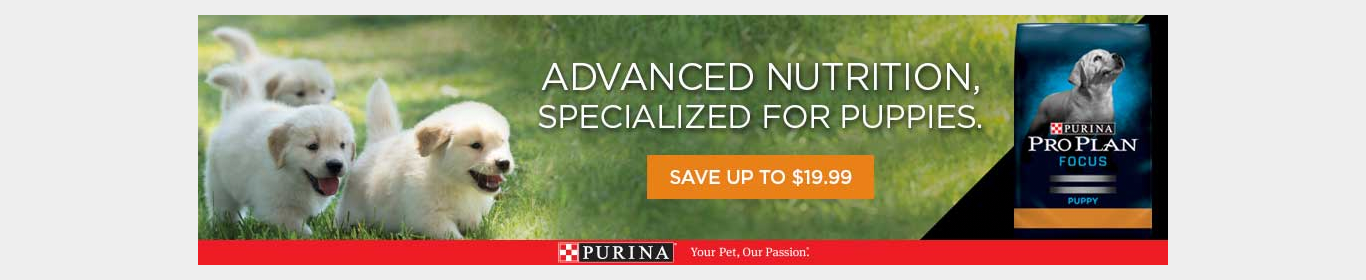 ADVANCED NUTRITION,
SPECIALIZED FOR PUPPIES.
SAVE UP TO $19.99
PURINA
PRO PLAN
FOCUS
PUPPY
PURINA
Your Pet, Our Passion.